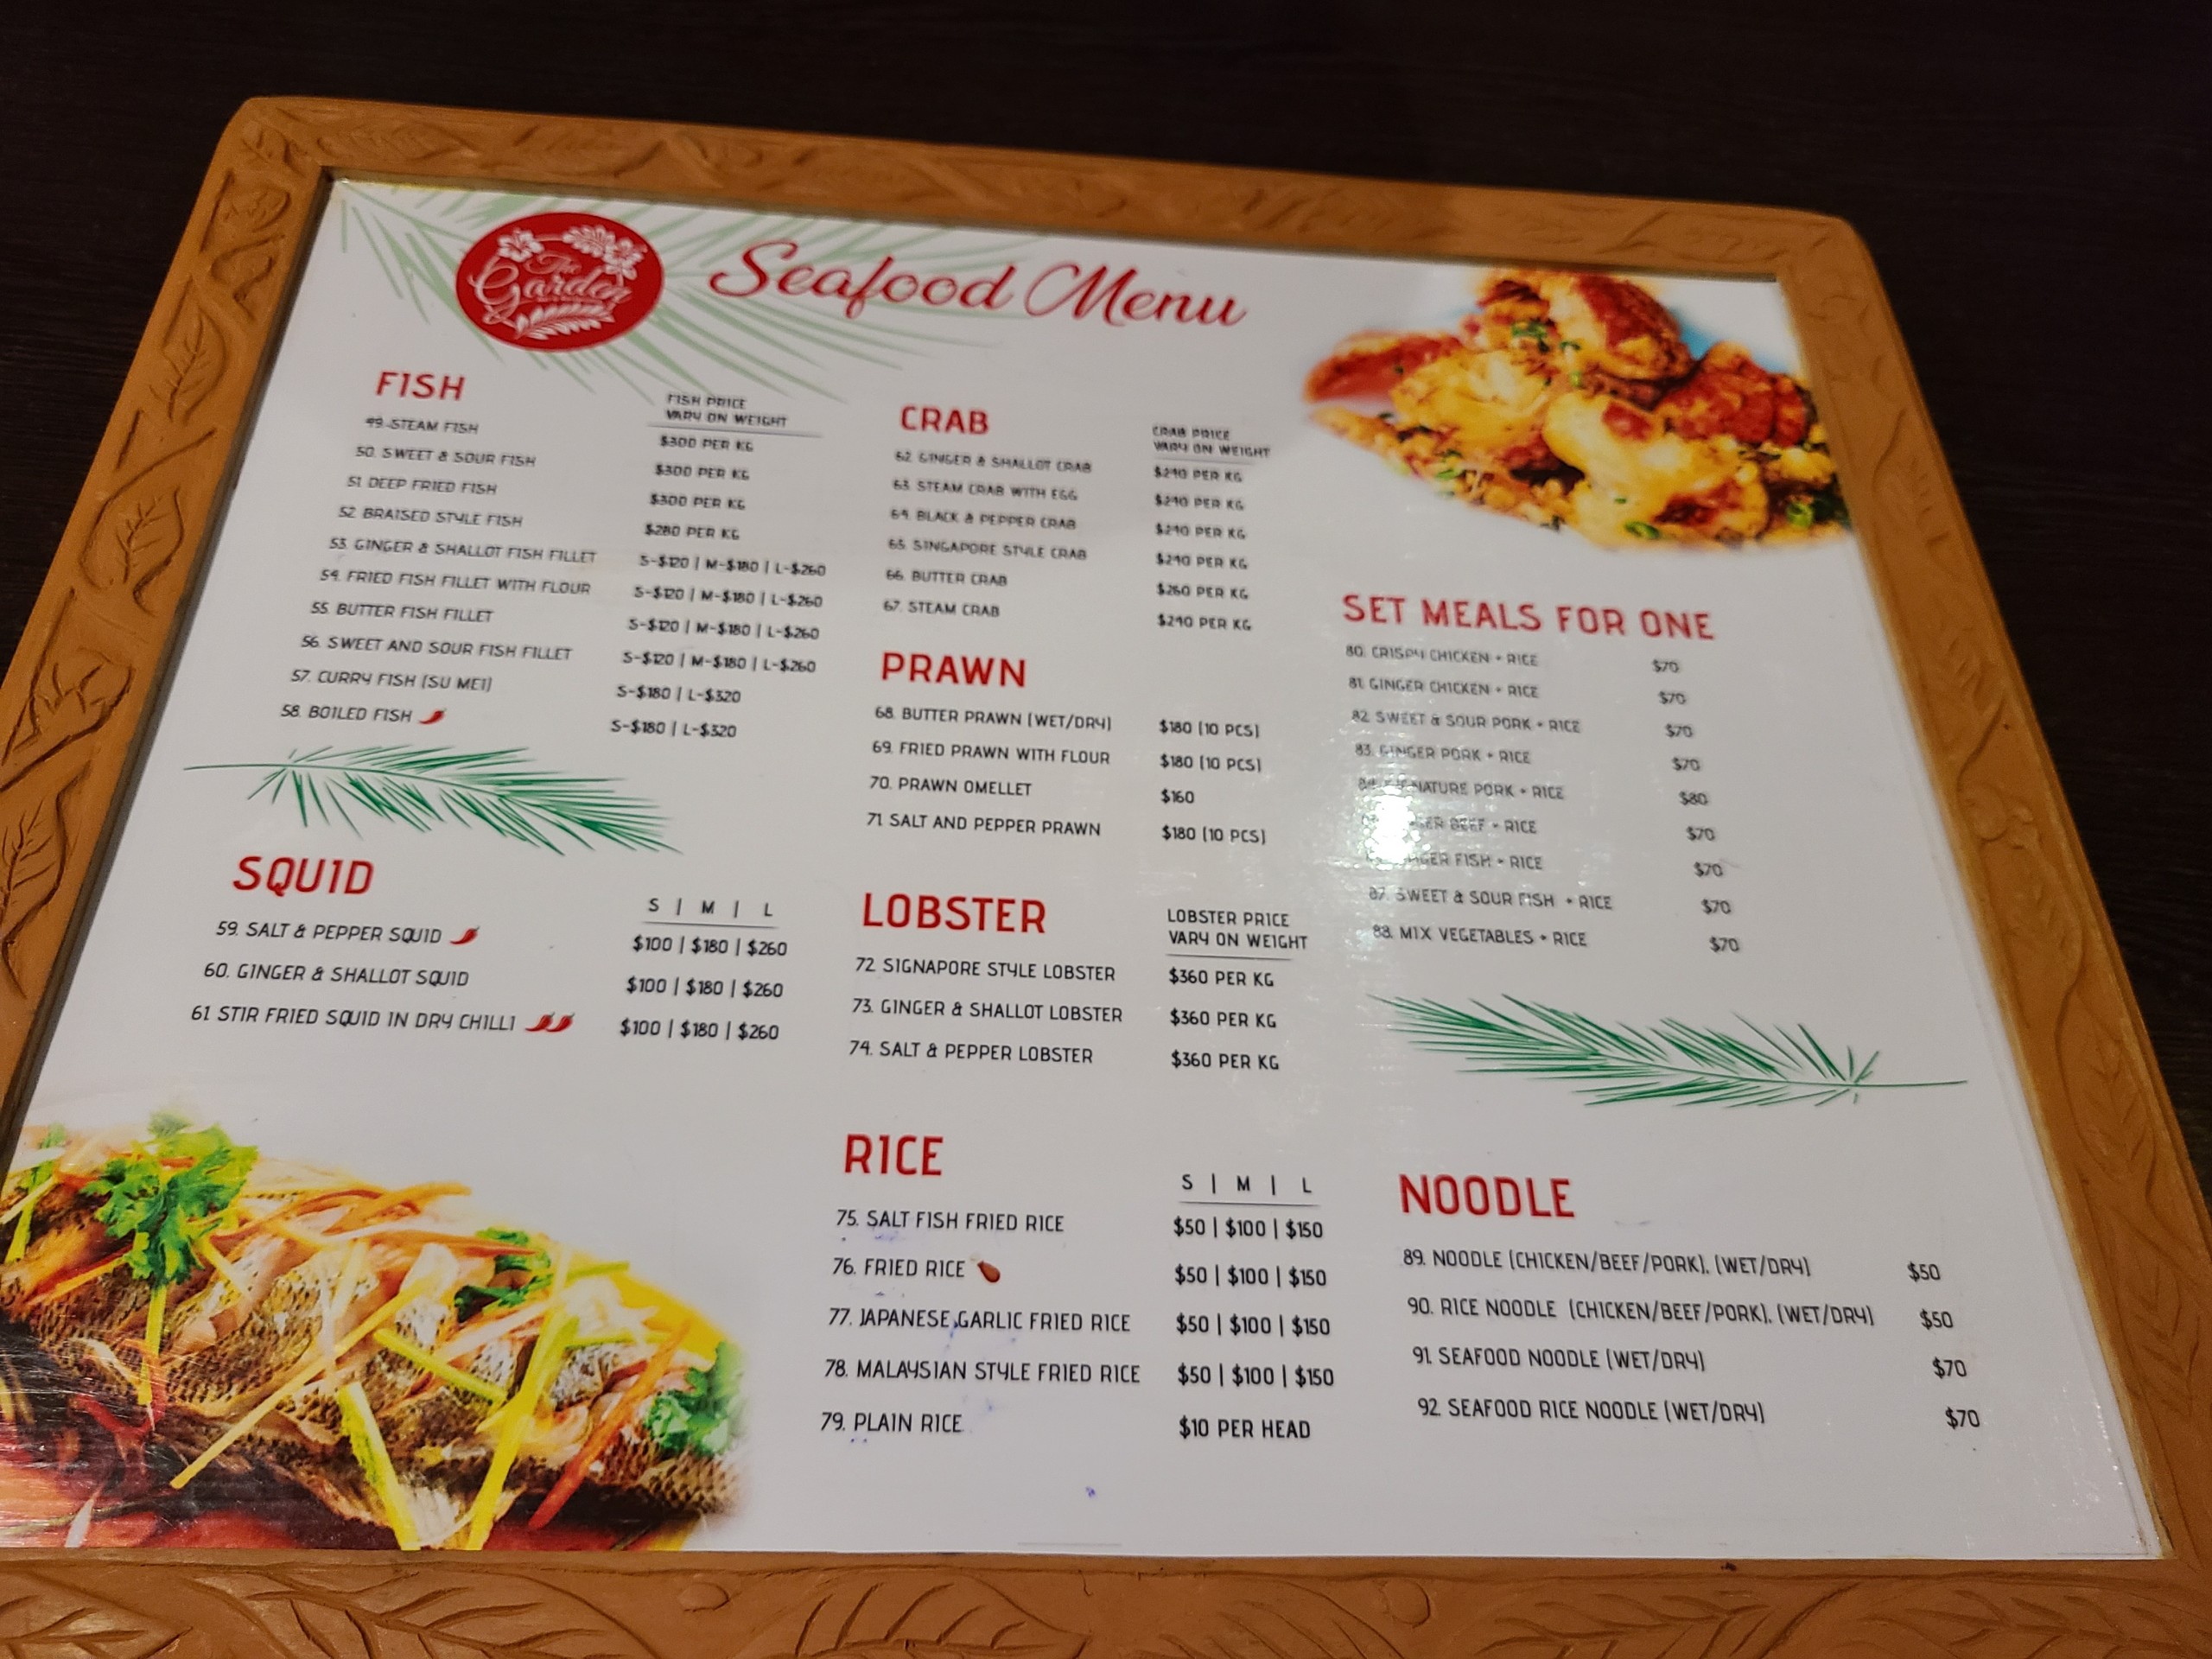 The
Garden
Seafood Menu
FISH
FISH PRICE
VARY ON WEIGHT
49. STEAM FISH $300 PER KG
50. SWEET & SOUR FISH $300 PER KG
51. DEEP FRIED FISH $300 PER KG
52. BRAISED STYLE FISH $280 PER KG
53. GINGER & SHALLOT FISH FILLET S-$120 | M-$180 | L-$260
54. FRIED FISH FILLET WITH FLOUR S-$120 | M-$180 | L-$260
55. BUTTER FISH FILLET S-$120 | M-$180 | L-$260
56. SWEET AND SOUR FISH FILLET S-$120 | M-$180 | L-$260
57. CURRY FISH (SU MEI) S-$180 | L-$320
58. BOILED FISH S-$180 | L-$320
SQUID
S | M | L
59. SALT & PEPPER SQUID $100 | $180 | $260
60. GINGER & SHALLOT SQUID $100 | $180 | $260
61. STIR FRIED SQUID IN DRY CHILLI $100 | $180 | $260
CRAB
CRAB PRICE
VARY ON WEIGHT
62. GINGER & SHALLOT CRAB $240 PER KG
63. STEAM CRAB WITH EGG $240 PER KG
64. BLACK & PEPPER CRAB $240 PER KG
65. SINGAPORE STYLE CRAB $240 PER KG
66. BUTTER CRAB $260 PER KG
67. STEAM CRAB $240 PER KG
PRAWN
68. BUTTER PRAWN (WET/DRY) $180 (10 PCS)
69. FRIED PRAWN WITH FLOUR $180 (10 PCS)
70. PRAWN OMELLET $160
71. SALT AND PEPPER PRAWN $180 (10 PCS)
LOBSTER
LOBSTER PRICE
VARY ON WEIGHT
72. SIGNAPORE STYLE LOBSTER $360 PER KG
73. GINGER & SHALLOT LOBSTER $360 PER KG
74. SALT & PEPPER LOBSTER $360 PER KG
RICE
S | M | L
75. SALT FISH FRIED RICE $50 | $100 | $150
76. FRIED RICE $50 | $100 | $150
77. JAPANESE GARLIC FRIED RICE $50 | $100 | $150
78. MALAYSIAN STYLE FRIED RICE $50 | $100 | $150
79. PLAIN RICE $10 PER HEAD
SET MEALS FOR ONE
80. CRISPY CHICKEN + RICE $70
81. GINGER CHICKEN + RICE $70
82. SWEET & SOUR PORK + RICE $70
83. GINGER PORK + RICE $70
PORK + RICE $80
BEEF + RICE $70
FISH + RICE $70
87. SWEET & SOUR FISH + RICE $70
88. MIX VEGETABLES + RICE $70
NOODLE
89. NOODLE (CHICKEN/BEEF/PORK), (WET/DRY) $50
90. RICE NOODLE (CHICKEN/BEEF/PORK), (WET/DRY) $50
91. SEAFOOD NOODLE (WET/DRY) $70
92. SEAFOOD RICE NOODLE (WET/DRY) $70